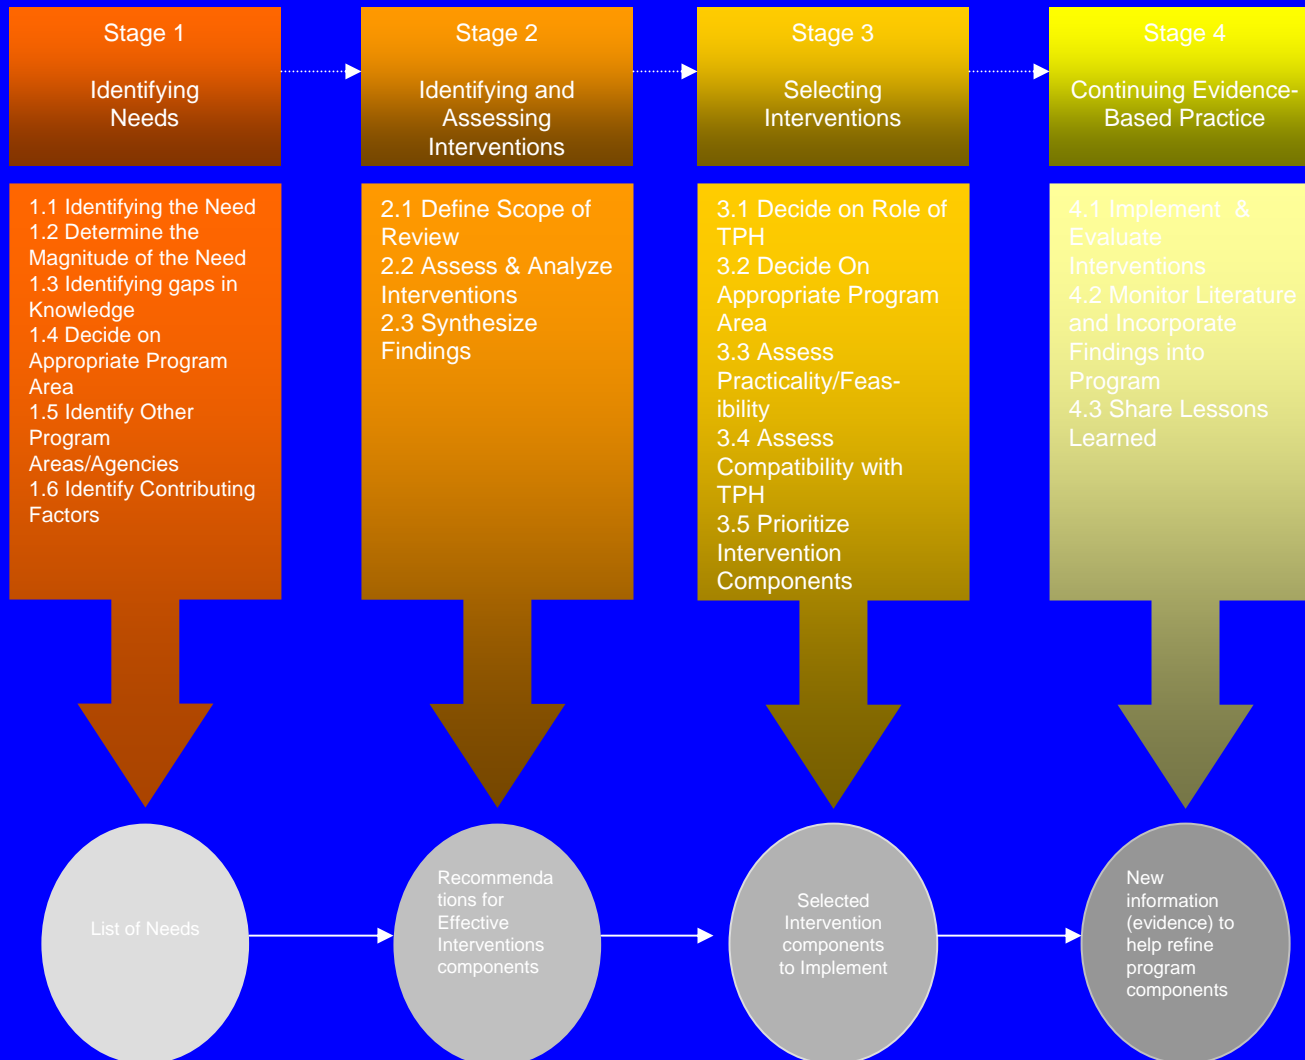 Stage 1
Identifying
Needs
Stage 2
Identifying and
Assessing
Interventions
Stage 3
Selecting
Interventions
Stage 4
Continuing Evidence-
Based Practice
1.1 Identifying the Need
1.2 Determine the
Magnitude of the Need
1.3 Identifying gaps in
Knowledge
1.4 Decide on
Appropriate Program
Area
1.5 Identify Other
Program
Areas/Agencies
1.6 Identify Contributing
Factors
2.1 Define Scope of
Review
2.2 Assess & Analyze
Interventions
2.3 Synthesize
Findings
3.1 Decide on Role of
TPH
3.2 Decide On
Appropriate Program
Area
3.3 Assess
Practicality/Feas-
ibility
3.4 Assess
Compatibility with
TPH
3.5 Prioritize
Intervention
Components
4.1 Implement &
Evaluate
Interventions
4.2 Monitor Literature
and Incorporate
Findings into
Program
4.3 Share Lessons
Learned
List of Needs
Recommenda
tions for
Effective
Interventions
components
Selected
Intervention
components
to Implement
New
information
(evidence) to
help refine
program
components